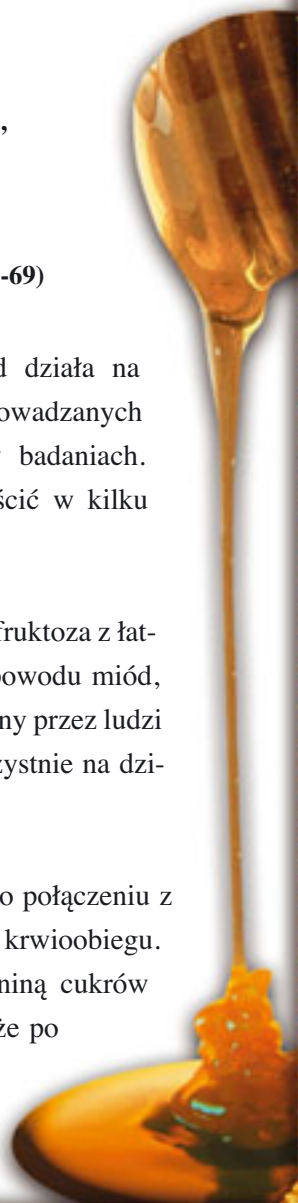 ,
-69)
d działa na
owadzanych
badaniach.
ścić w kilku
fruktoza z łat-
powodu miód,
ny przez ludzi
zystnie na dzi-
o połączeniu z
krwioobiegu.
niną cukrów
że po